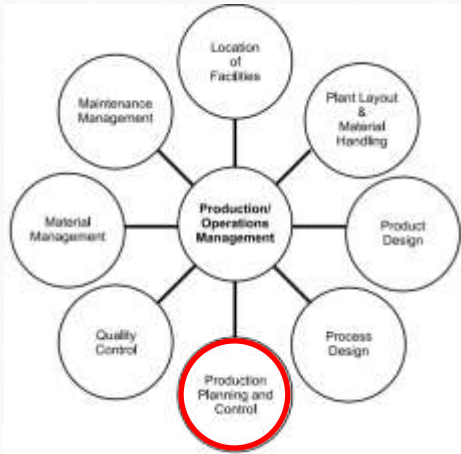 Location
of
Facilities
Maintenance
Management
Plant Layout
&
Material
Handling
Production/
Operations
Management
Material
Management
Product
Design
Quality
Control
Process
Design
Production
Planning and
Control